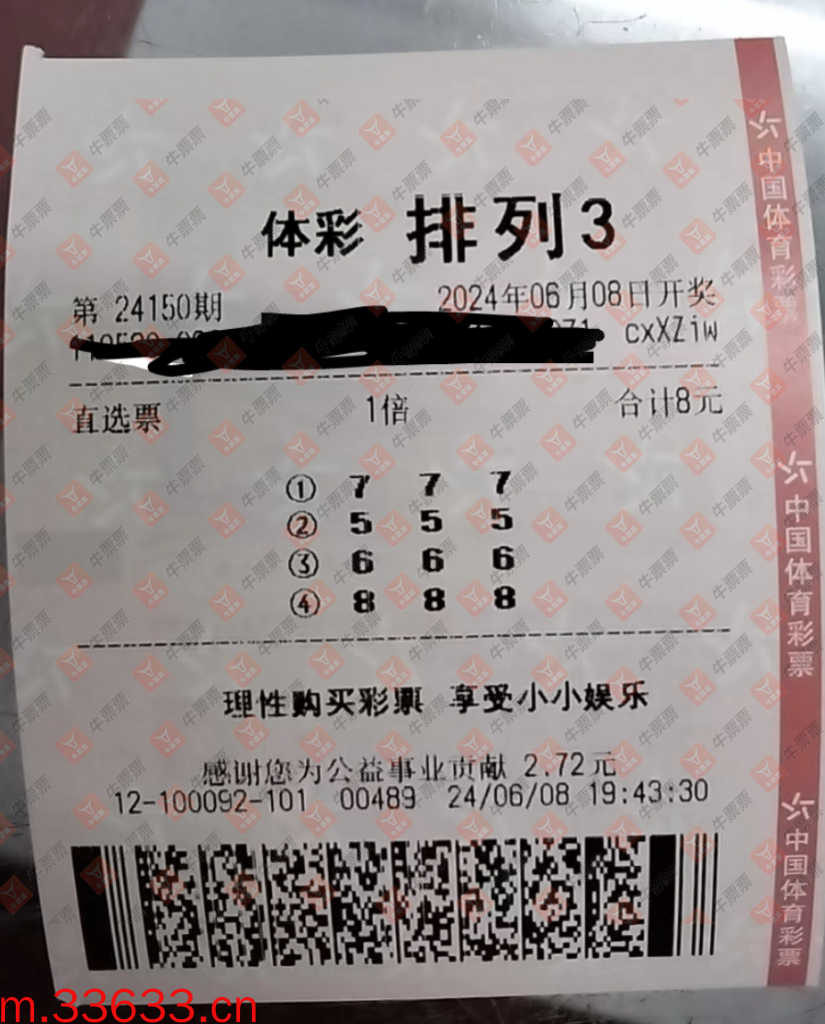 体彩 排列3
第 24150期 2024年06月08日开奖
cxXZiw
直选票 1倍 合计8元
① 7 7 7
② 5 5 5
③ 6 6 6
④ 8 8 8
理性购买彩票 享受小小娱乐
感谢您为公益事业贡献 2.72元
12-100092-101 00489 24/06/08 19:43:30
中国体育彩票
中国体育彩票
中国体育彩票
牛票票
m.33633.cn